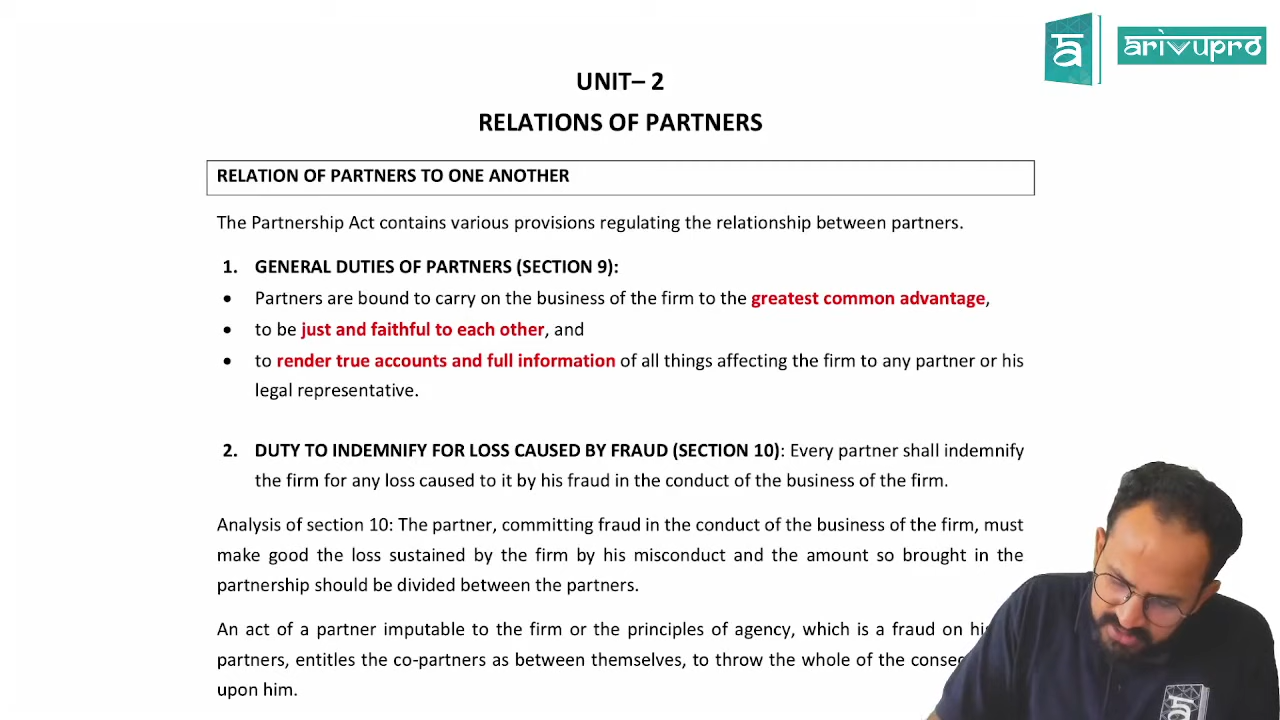 arivupro
UNIT– 2
RELATIONS OF PARTNERS
RELATION OF PARTNERS TO ONE ANOTHER
The Partnership Act contains various provisions regulating the relationship between partners.
1. GENERAL DUTIES OF PARTNERS (SECTION 9):
• Partners are bound to carry on the business of the firm to the greatest common advantage,
• to be just and faithful to each other, and
• to render true accounts and full information of all things affecting the firm to any partner or his
legal representative.
2. DUTY TO INDEMNIFY FOR LOSS CAUSED BY FRAUD (SECTION 10): Every partner shall indemnify
the firm for any loss caused to it by his fraud in the conduct of the business of the firm.
Analysis of section 10: The partner, committing fraud in the conduct of the business of the firm, must
make good the loss sustained by the firm by his misconduct and the amount so brought in the
partnership should be divided between the partners.
An act of a partner imputable to the firm or the principles of agency, which is a fraud on
partners, entitles the co-partners as between themselves, to throw the whole of the
upon him.